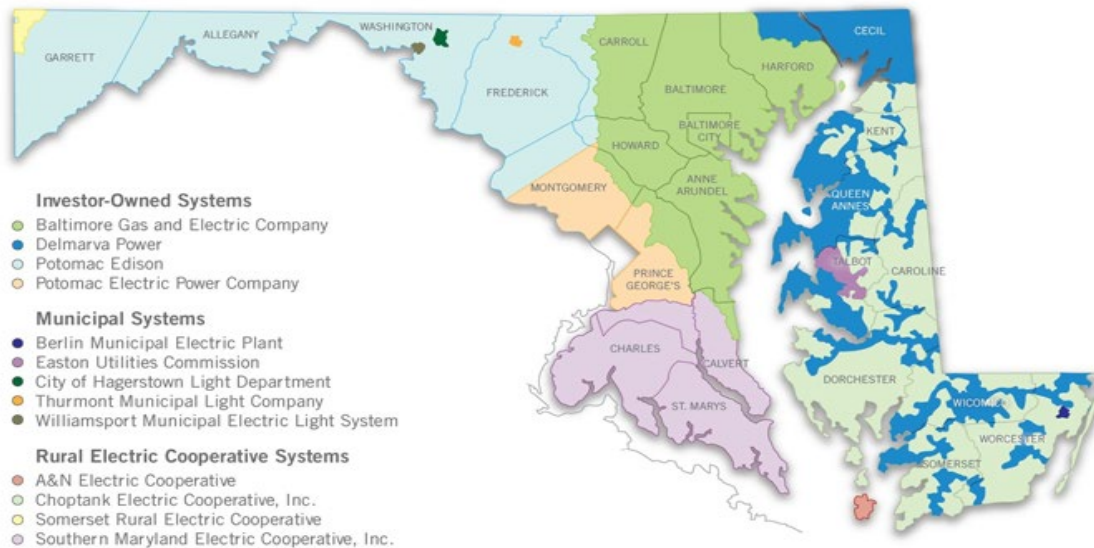 WASHINGTON
ALLEGANY
GARRETT
FREDERICK
CARROLL
CECIL
HARFORD
BALTIMORE
BALTIMORE
CITY
KENT
HOWARD
ANNE
ARUNDEL
MONTGOMERY
QUEEN
ANNES
TALBOT
CAROLINE
PRINCE
GEORGE'S
CHARLES
CALVERT
ST. MARYS
DORCHESTER
WICOMICO
WORCESTER
SOMERSET
Investor-Owned Systems
Baltimore Gas and Electric Company
Delmarva Power
Potomac Edison
Potomac Electric Power Company
Municipal Systems
Berlin Municipal Electric Plant
Easton Utilities Commission
City of Hagerstown Light Department
Thurmont Municipal Light Company
Williamsport Municipal Electric Light System
Rural Electric Cooperative Systems
A&N Electric Cooperative
Choptank Electric Cooperative, Inc.
Somerset Rural Electric Cooperative
Southern Maryland Electric Cooperative, Inc.